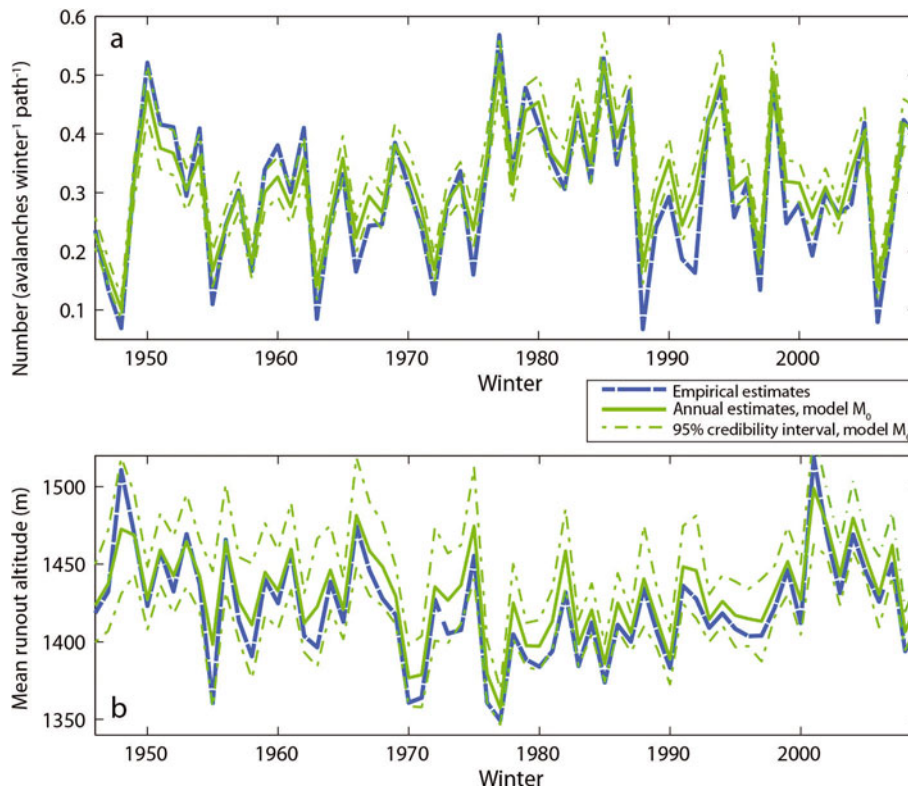 a
Number (avalanches winter⁻¹ path⁻¹)
0.6
0.5
0.4
0.3
0.2
0.1
1950 1960 1970 1980 1990 2000
Winter
Empirical estimates
Annual estimates, model M₀
95% credibility interval, model M₀
b
Mean runout altitude (m)
1500
1450
1400
1350
1950 1960 1970 1980 1990 2000
Winter